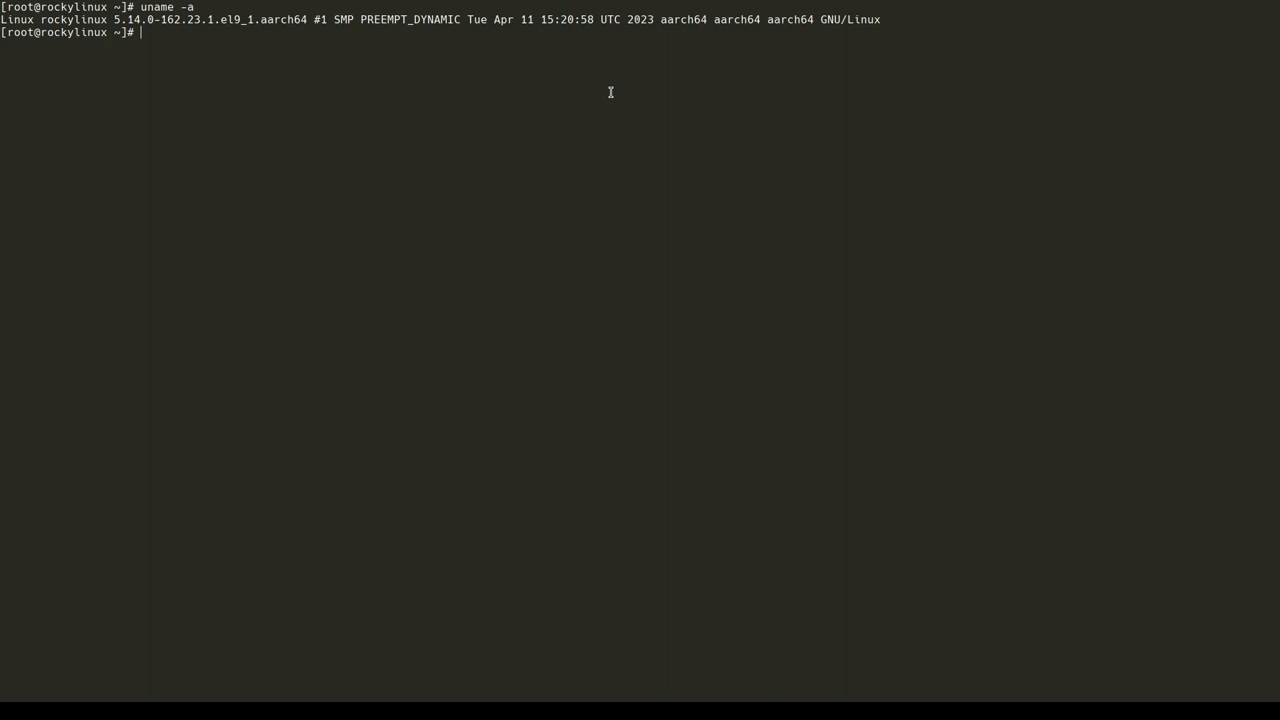 [root@rockylinux ~]# uname -a
Linux rockylinux 5.14.0-162.23.1.el9_1.aarch64 #1 SMP PREEMPT_DYNAMIC Tue Apr 11 15:20:58 UTC 2023 aarch64 aarch64 aarch64 GNU/Linux
[root@rockylinux ~]#